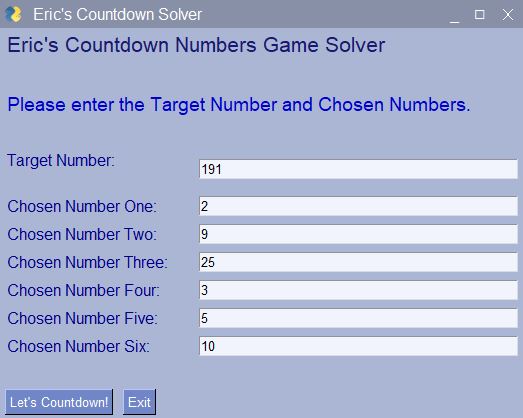 Eric's Countdown Solver
Eric's Countdown Numbers Game Solver
Please enter the Target Number and Chosen Numbers.
Target Number: 191
Chosen Number One: 2
Chosen Number Two: 9
Chosen Number Three: 25
Chosen Number Four: 3
Chosen Number Five: 5
Chosen Number Six: 10
Let's Countdown! Exit